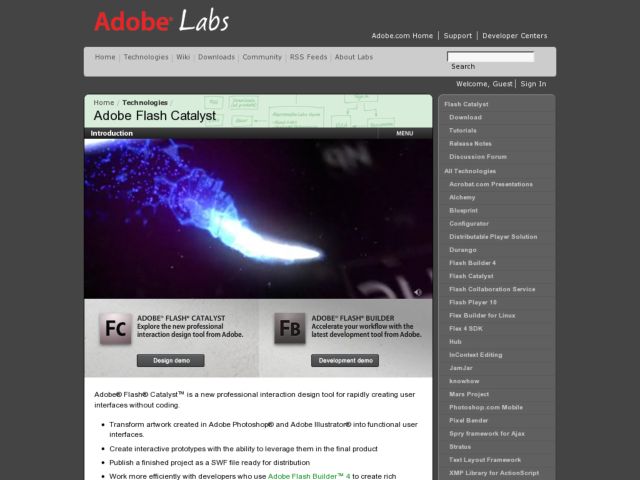 Adobe® Labs
Adobe.com Home | Support | Developer Centers
Home | Technologies | Wiki | Downloads | Community | RSS Feeds | About Labs
Search
Welcome, Guest | Sign In
Home / Technologies /
Adobe Flash Catalyst
Introduction
MENU
Fc
ADOBE® FLASH® CATALYST
Explore the new professional
interaction design tool from Adobe.
Design demo
FB
ADOBE® FLASH® BUILDER
Accelerate your workflow with the
latest development tool from Adobe.
Development demo
Adobe® Flash® Catalyst™ is a new professional interaction design tool for rapidly creating user
interfaces without coding.
• Transform artwork created in Adobe Photoshop® and Adobe Illustrator® into functional user
interfaces.
• Create interactive prototypes with the ability to leverage them in the final product
• Publish a finished project as a SWF file ready for distribution
• Work more efficiently with developers who use Adobe Flash Builder™ 4 to create rich
Flash Catalyst
Download
Tutorials
Release Notes
Discussion Forum
All Technologies
Acrobat.com Presentations
Alchemy
Blueprint
Configurator
Distributable Player Solution
Durango
Flash Builder 4
Flash Catalyst
Flash Collaboration Service
Flash Player 10
Flex Builder for Linux
Flex 4 SDK
Hub
InContext Editing
JamJar
knowhow
Mars Project
Photoshop.com Mobile
Pixel Bender
Spry framework for Ajax
Stratus
Text Layout Framework
XMP Library for ActionScript